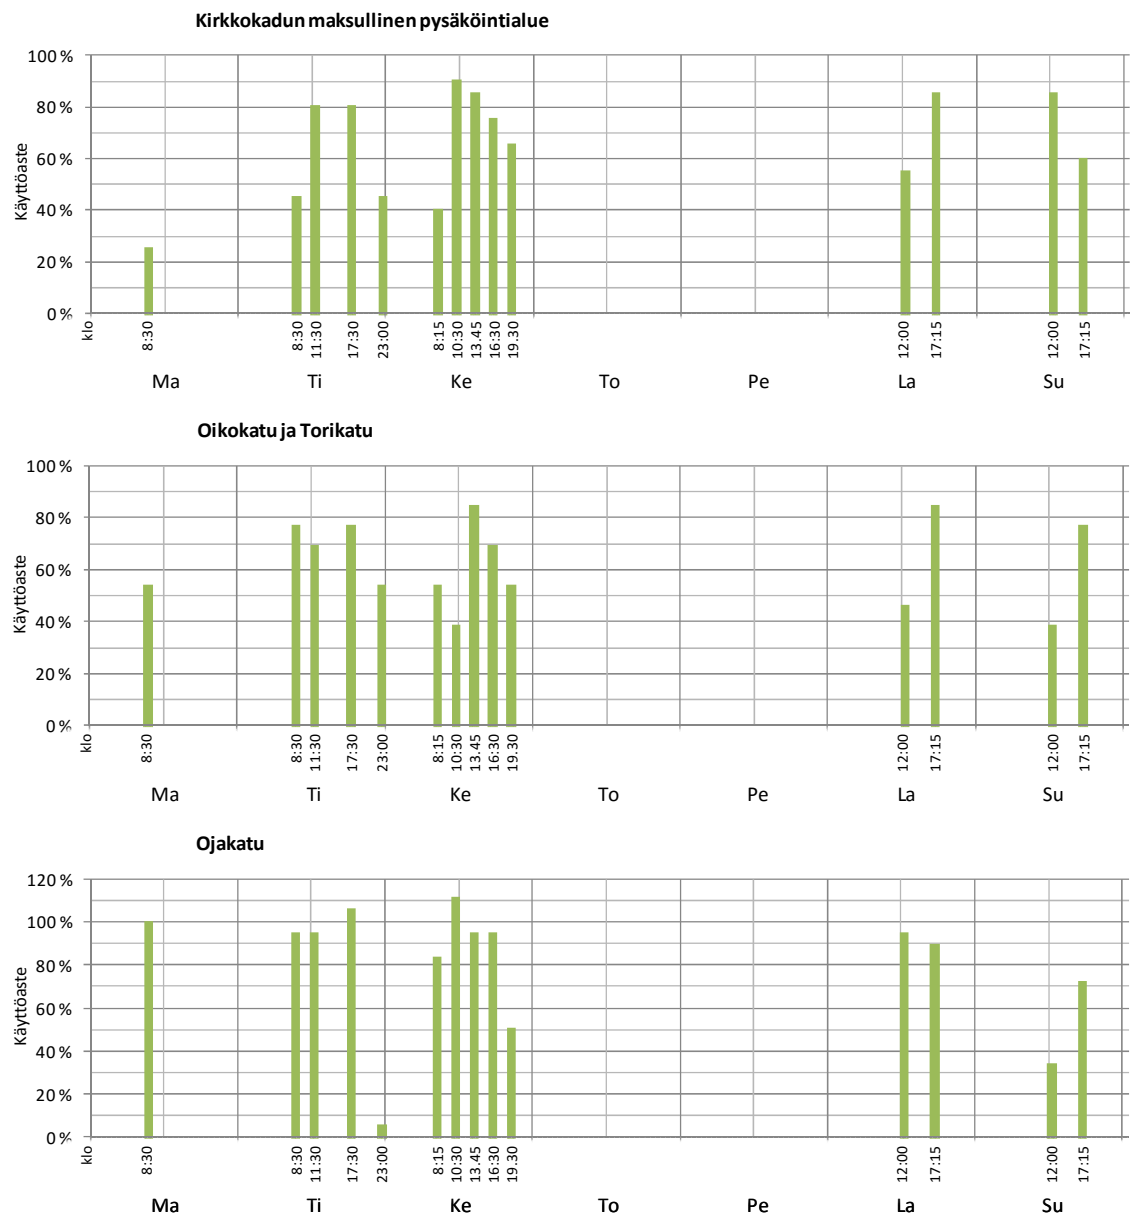 Kirkkokadun maksullinen pysäköintialue
100 %
80 %
60 %
40 %
20 %
0 %
Käyttöaste
klo 8:30 8:30 11:30 17:30 23:00 8:15 10:30 13.45 16:30 19.30 12:00 17:15 12:00 17:15
Ma Ti Ke To Pe La Su
Oikokatu ja Torikatu
100 %
80 %
60 %
40 %
20 %
0 %
Käyttöaste
klo 8:30 8:30 11:30 17:30 23:00 8:15 10:30 13.45 16:30 19.30 12:00 17:15 12:00 17:15
Ma Ti Ke To Pe La Su
Ojakatu
120 %
100 %
80 %
60 %
40 %
20 %
0 %
Käyttöaste
klo 8:30 8:30 11:30 17:30 23:00 8:15 10:30 13.45 16:30 19.30 12:00 17:15 12:00 17:15
Ma Ti Ke To Pe La Su